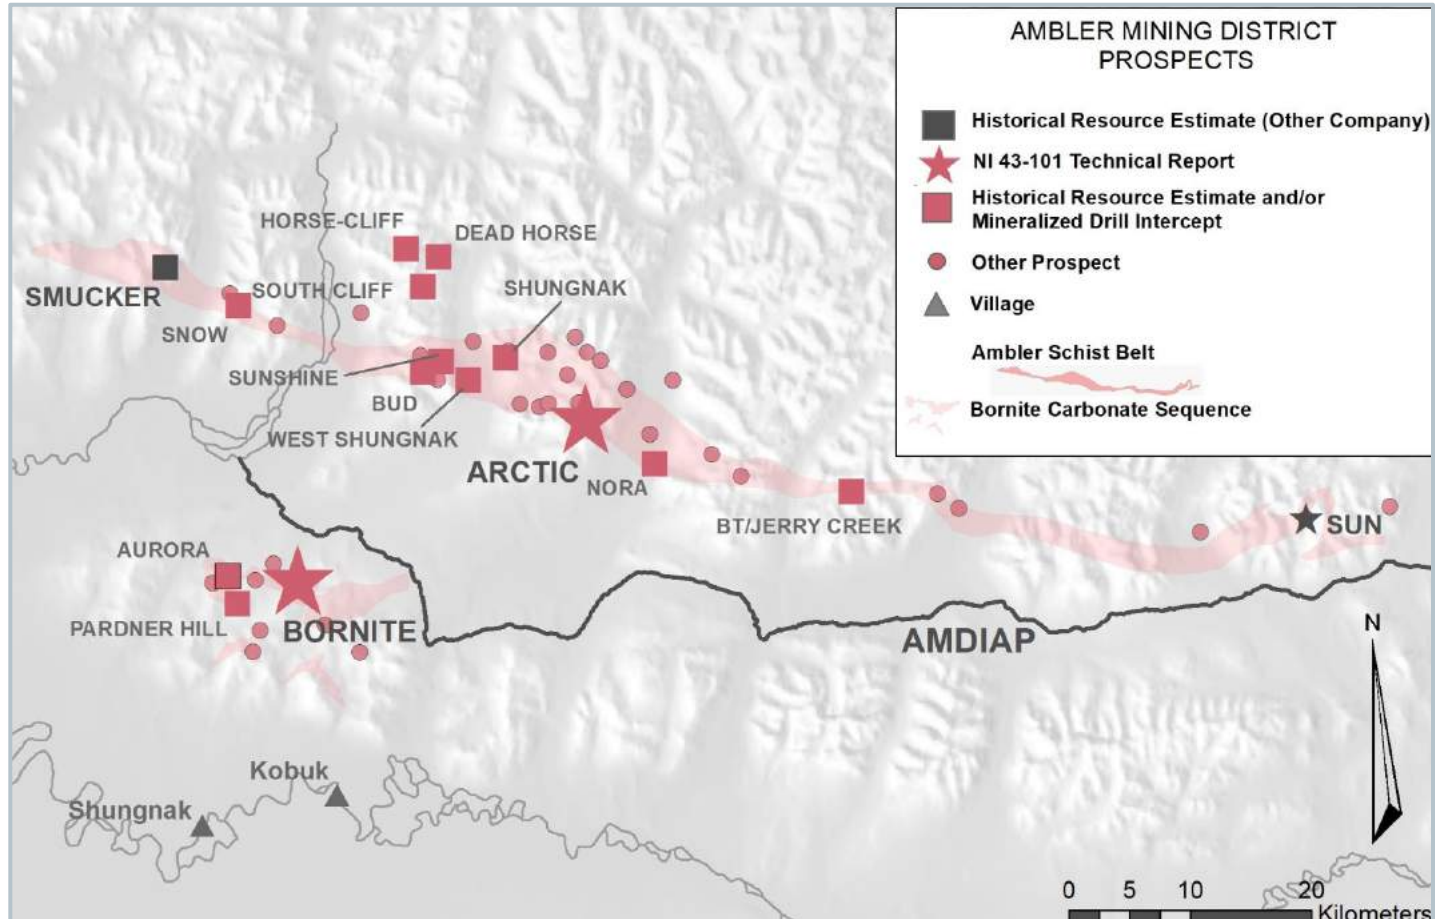 AMBLER MINING DISTRICT
PROSPECTS
Historical Resource Estimate (Other Company)
NI 43-101 Technical Report
Historical Resource Estimate and/or
Mineralized Drill Intercept
Other Prospect
Village
Ambler Schist Belt
Bornite Carbonate Sequence
HORSE-CLIFF
DEAD HORSE
SMUCKER
SOUTH CLIFF
SHUNGNAK
SNOW
SUNSHINE
BUD
WEST SHUNGNAK
ARCTIC
NORA
BT/JERRY CREEK
SUN
AURORA
PARDNER HILL
BORNITE
AMDIAP
N
Kobuk
Shungnak
0 5 10 20
Kilometers